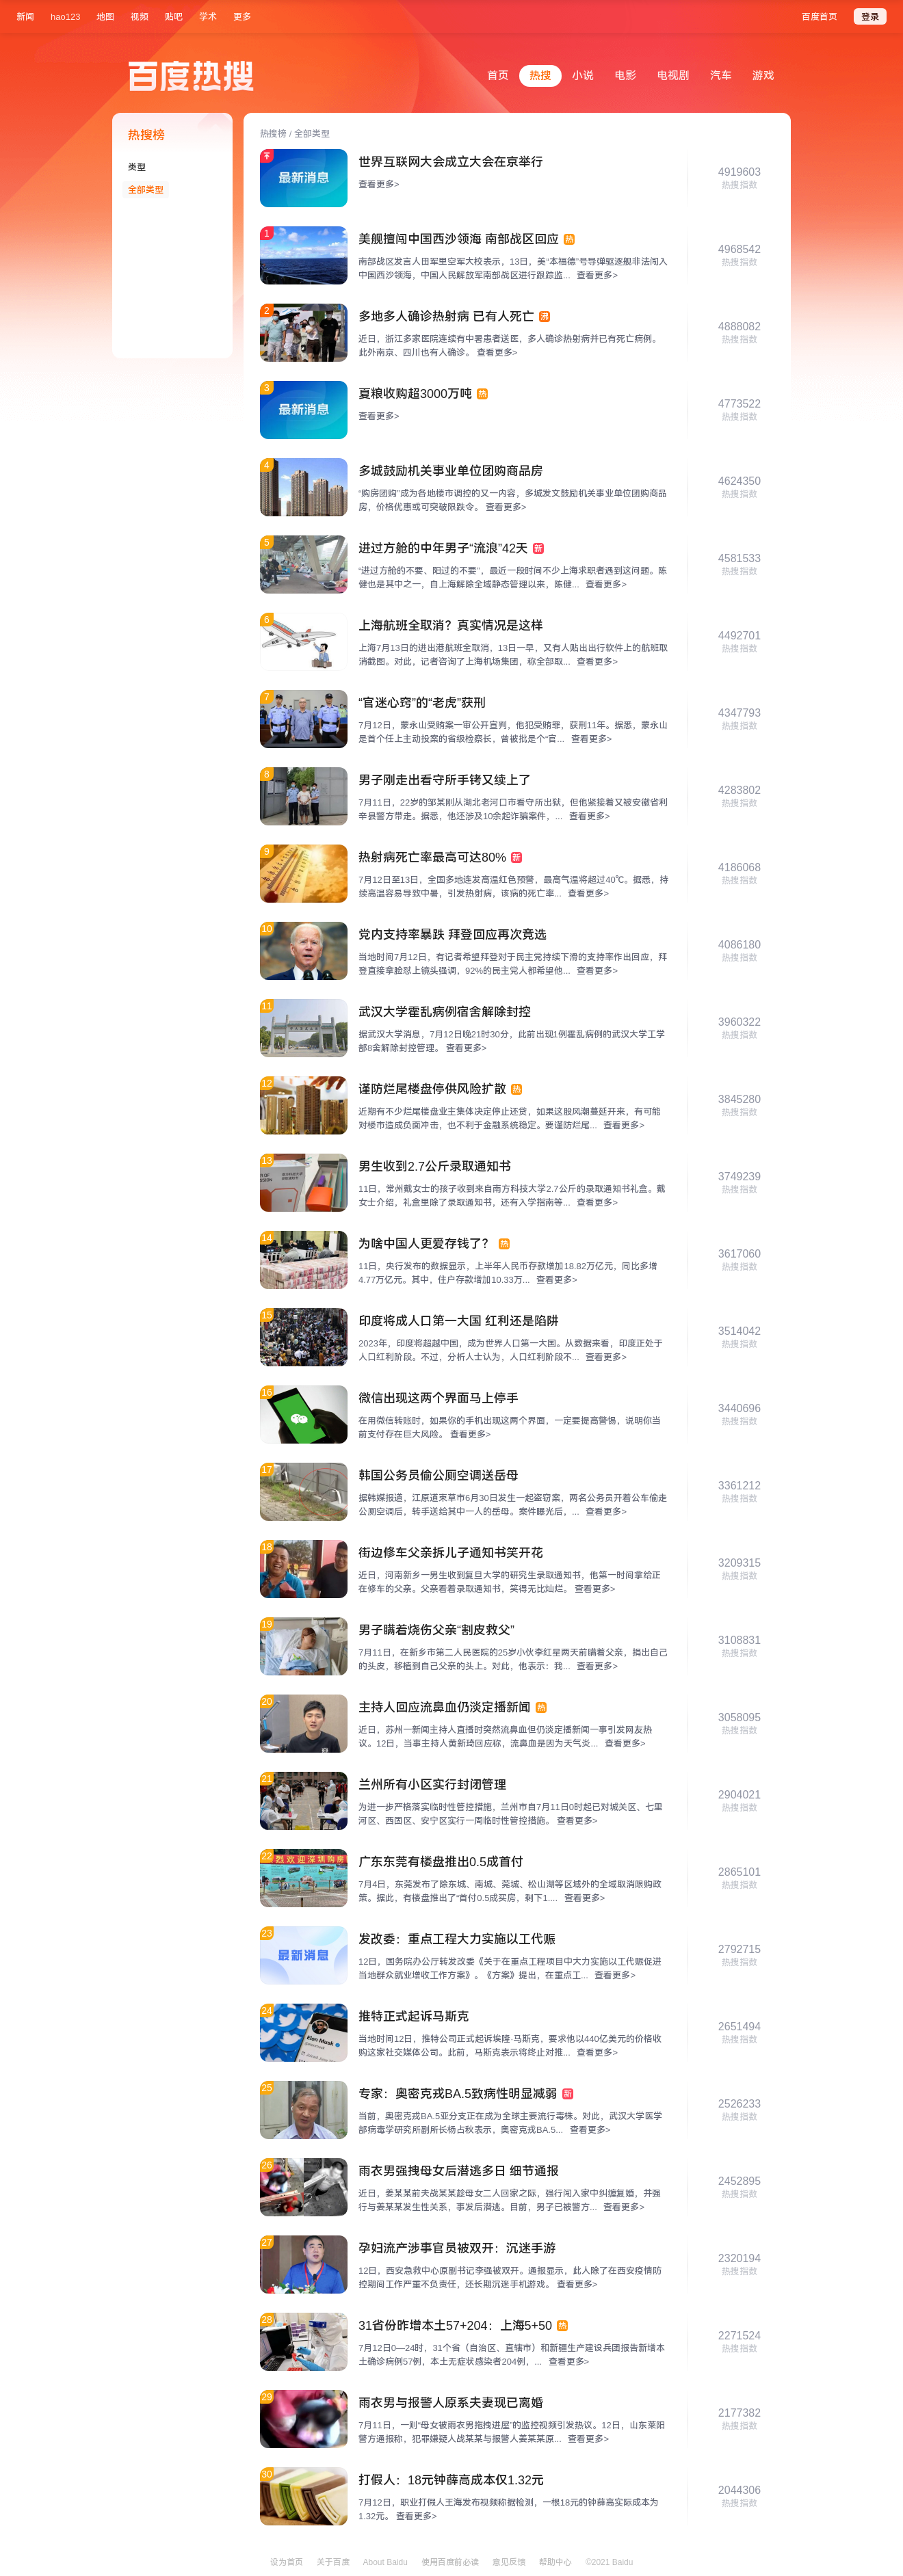 新闻 hao123 地图 视频 贴吧 学术 更多 百度首页 登录
百度热搜
首页 热搜 小说 电影 电视剧 汽车 游戏
热搜榜
类型
全部类型
热搜榜 / 全部类型
最新消息
世界互联网大会成立大会在京举行
查看更多>
4919603
热搜指数
1
美舰擅闯中国西沙领海 南部战区回应 热
南部战区发言人田军里空军大校表示，13日，美“本福德”号导弹驱逐舰非法闯入
中国西沙领海，中国人民解放军南部战区进行跟踪监... 查看更多>
4968542
热搜指数
2
多地多人确诊热射病 已有人死亡 沸
近日，浙江多家医院连续有中暑患者送医，多人确诊热射病并已有死亡病例。
此外南京、四川也有人确诊。 查看更多>
4888082
热搜指数
3
最新消息
夏粮收购超3000万吨 热
查看更多>
4773522
热搜指数
4
多城鼓励机关事业单位团购商品房
“购房团购”成为各地楼市调控的又一内容，多城发文鼓励机关事业单位团购商品
房，价格优惠或可突破限跌令。 查看更多>
4624350
热搜指数
5
进过方舱的中年男子“流浪”42天 新
“进过方舱的不要、阳过的不要”，最近一段时间不少上海求职者遇到这问题。陈
健也是其中之一，自上海解除全域静态管理以来，陈健... 查看更多>
4581533
热搜指数
6
上海航班全取消？真实情况是这样
上海7月13日的进出港航班全取消，13日一早，又有人贴出出行软件上的航班取
消截图。对此，记者咨询了上海机场集团，称全部取... 查看更多>
4492701
热搜指数
7
“官迷心窍”的“老虎”获刑
7月12日，蒙永山受贿案一审公开宣判，他犯受贿罪，获刑11年。据悉，蒙永山
是首个任上主动投案的省级检察长，曾被批是个“官... 查看更多>
4347793
热搜指数
8
男子刚走出看守所手铐又续上了
7月11日，22岁的邹某刚从湖北老河口市看守所出狱，但他紧接着又被安徽省利
辛县警方带走。据悉，他还涉及10余起诈骗案件，... 查看更多>
4283802
热搜指数
9
热射病死亡率最高可达80% 新
7月12日至13日，全国多地连发高温红色预警，最高气温将超过40℃。据悉，持
续高温容易导致中暑，引发热射病，该病的死亡率... 查看更多>
4186068
热搜指数
10
党内支持率暴跌 拜登回应再次竞选
当地时间7月12日，有记者希望拜登对于民主党持续下滑的支持率作出回应，拜
登直接拿脸怼上镜头强调，92%的民主党人都希望他... 查看更多>
4086180
热搜指数
11
武汉大学霍乱病例宿舍解除封控
据武汉大学消息，7月12日晚21时30分，此前出现1例霍乱病例的武汉大学工学
部8舍解除封控管理。 查看更多>
3960322
热搜指数
12
谨防烂尾楼盘停供风险扩散 热
近期有不少烂尾楼盘业主集体决定停止还贷，如果这股风潮蔓延开来，有可能
对楼市造成负面冲击，也不利于金融系统稳定。要谨防烂尾... 查看更多>
3845280
热搜指数
13
男生收到2.7公斤录取通知书
11日，常州戴女士的孩子收到来自南方科技大学2.7公斤的录取通知书礼盒。戴
女士介绍，礼盒里除了录取通知书，还有入学指南等... 查看更多>
3749239
热搜指数
14
为啥中国人更爱存钱了？ 热
11日，央行发布的数据显示，上半年人民币存款增加18.82万亿元，同比多增
4.77万亿元。其中，住户存款增加10.33万... 查看更多>
3617060
热搜指数
15
印度将成人口第一大国 红利还是陷阱
2023年，印度将超越中国，成为世界人口第一大国。从数据来看，印度正处于
人口红利阶段。不过，分析人士认为，人口红利阶段不... 查看更多>
3514042
热搜指数
16
微信出现这两个界面马上停手
在用微信转账时，如果你的手机出现这两个界面，一定要提高警惕，说明你当
前支付存在巨大风险。 查看更多>
3440696
热搜指数
17
韩国公务员偷公厕空调送岳母
据韩媒报道，江原道束草市6月30日发生一起盗窃案，两名公务员开着公车偷走
公厕空调后，转手送给其中一人的岳母。案件曝光后，... 查看更多>
3361212
热搜指数
18
街边修车父亲拆儿子通知书笑开花
近日，河南新乡一男生收到复旦大学的研究生录取通知书，他第一时间拿给正
在修车的父亲。父亲看着录取通知书，笑得无比灿烂。 查看更多>
3209315
热搜指数
19
男子瞒着烧伤父亲“割皮救父”
7月11日，在新乡市第二人民医院的25岁小伙李红星两天前瞒着父亲，捐出自己
的头皮，移植到自己父亲的头上。对此，他表示：我... 查看更多>
3108831
热搜指数
20
主持人回应流鼻血仍淡定播新闻 热
近日，苏州一新闻主持人直播时突然流鼻血但仍淡定播新闻一事引发网友热
议。12日，当事主持人黄新琦回应称，流鼻血是因为天气炎... 查看更多>
3058095
热搜指数
21
兰州所有小区实行封闭管理
为进一步严格落实临时性管控措施，兰州市自7月11日0时起已对城关区、七里
河区、西固区、安宁区实行一周临时性管控措施。 查看更多>
2904021
热搜指数
22
烈欢迎深圳购房
广东东莞有楼盘推出0.5成首付
7月4日，东莞发布了除东城、南城、莞城、松山湖等区域外的全域取消限购政
策。据此，有楼盘推出了“首付0.5成买房，剩下1.... 查看更多>
2865101
热搜指数
23
最新消息
发改委：重点工程大力实施以工代赈
12日，国务院办公厅转发改委《关于在重点工程项目中大力实施以工代赈促进
当地群众就业增收工作方案》。《方案》提出，在重点工... 查看更多>
2792715
热搜指数
24
Elon Musk
推特正式起诉马斯克
当地时间12日，推特公司正式起诉埃隆·马斯克，要求他以440亿美元的价格收
购这家社交媒体公司。此前，马斯克表示将终止对推... 查看更多>
2651494
热搜指数
25
专家：奥密克戎BA.5致病性明显减弱 新
当前，奥密克戎BA.5亚分支正在成为全球主要流行毒株。对此，武汉大学医学
部病毒学研究所副所长杨占秋表示，奥密克戎BA.5... 查看更多>
2526233
热搜指数
26
雨衣男强拽母女后潜逃多日 细节通报
近日，姜某某前夫战某某趁母女二人回家之际，强行闯入家中纠缠复婚，并强
行与姜某某发生性关系，事发后潜逃。目前，男子已被警方... 查看更多>
2452895
热搜指数
27
孕妇流产涉事官员被双开：沉迷手游
12日，西安急救中心原副书记李强被双开。通报显示，此人除了在西安疫情防
控期间工作严重不负责任，还长期沉迷手机游戏。 查看更多>
2320194
热搜指数
28
31省份昨增本土57+204：上海5+50 热
7月12日0—24时，31个省（自治区、直辖市）和新疆生产建设兵团报告新增本
土确诊病例57例，本土无症状感染者204例，... 查看更多>
2271524
热搜指数
29
雨衣男与报警人原系夫妻现已离婚
7月11日，一则“母女被雨衣男拖拽进屋”的监控视频引发热议。12日，山东莱阳
警方通报称，犯罪嫌疑人战某某与报警人姜某某原... 查看更多>
2177382
热搜指数
30
打假人：18元钟薛高成本仅1.32元
7月12日，职业打假人王海发布视频称据检测，一根18元的钟薛高实际成本为
1.32元。 查看更多>
2044306
热搜指数
设为首页 关于百度 About Baidu 使用百度前必读 意见反馈 帮助中心 ©2021 Baidu